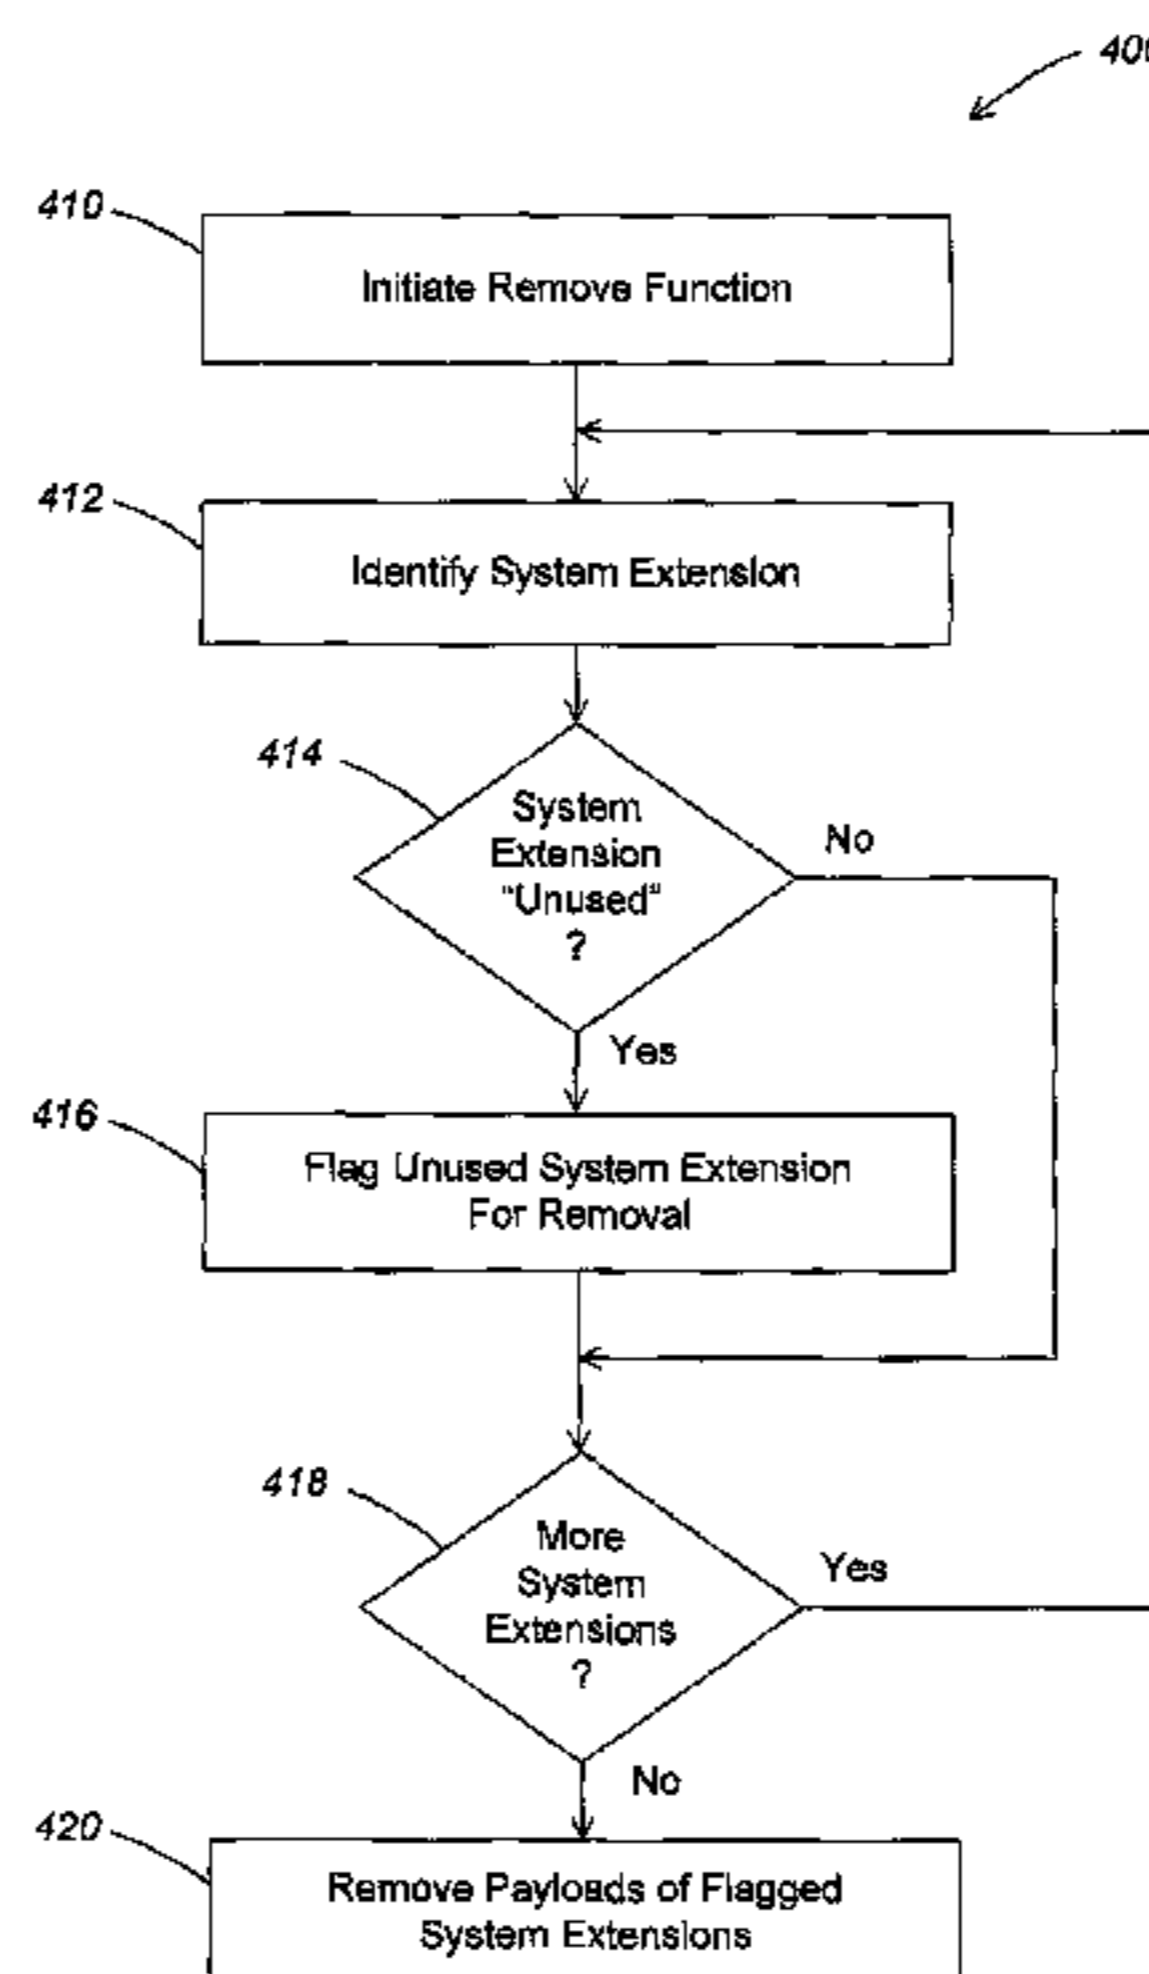 410
Initiate Remove Function
412
Identify System Extension
414
System
Extension
"Unused"
?
No
Yes
416
Flag Unused System Extension
For Removal
418
More
System
Extensions
?
Yes
No
420
Remove Payloads of Flagged
System Extensions